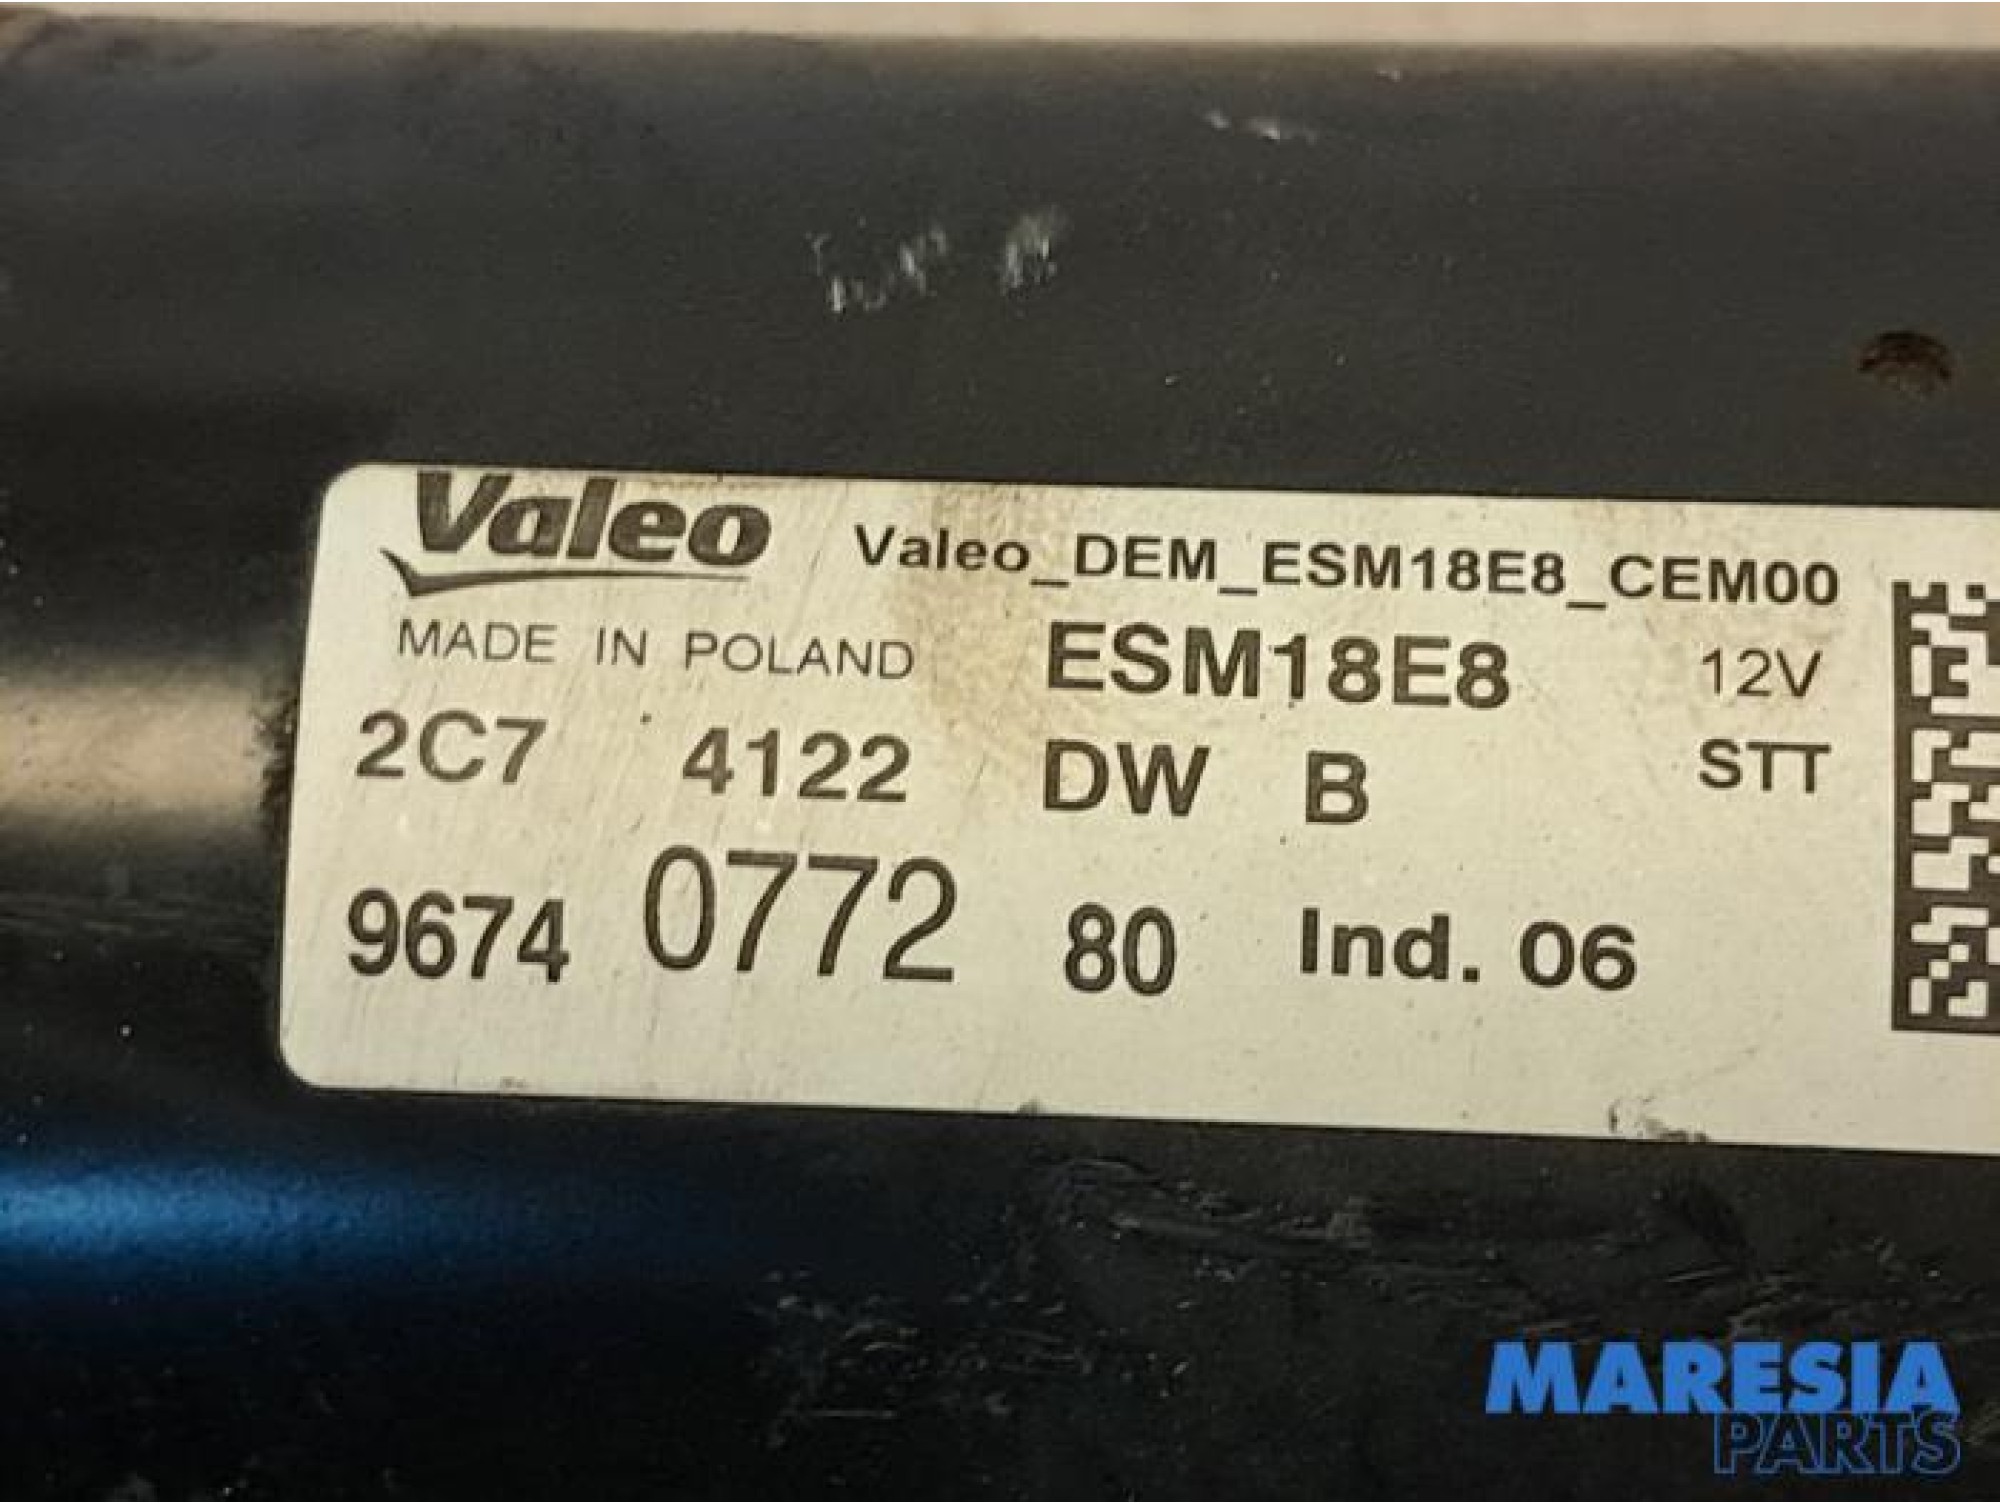 Valeo
Valeo_DEM_ESM18E8_CEM00
MADE IN POLAND
ESM18E8 12V
2C7 4122 DW B STT
9674 0772 80 Ind. 06
MARESIA
PARTS